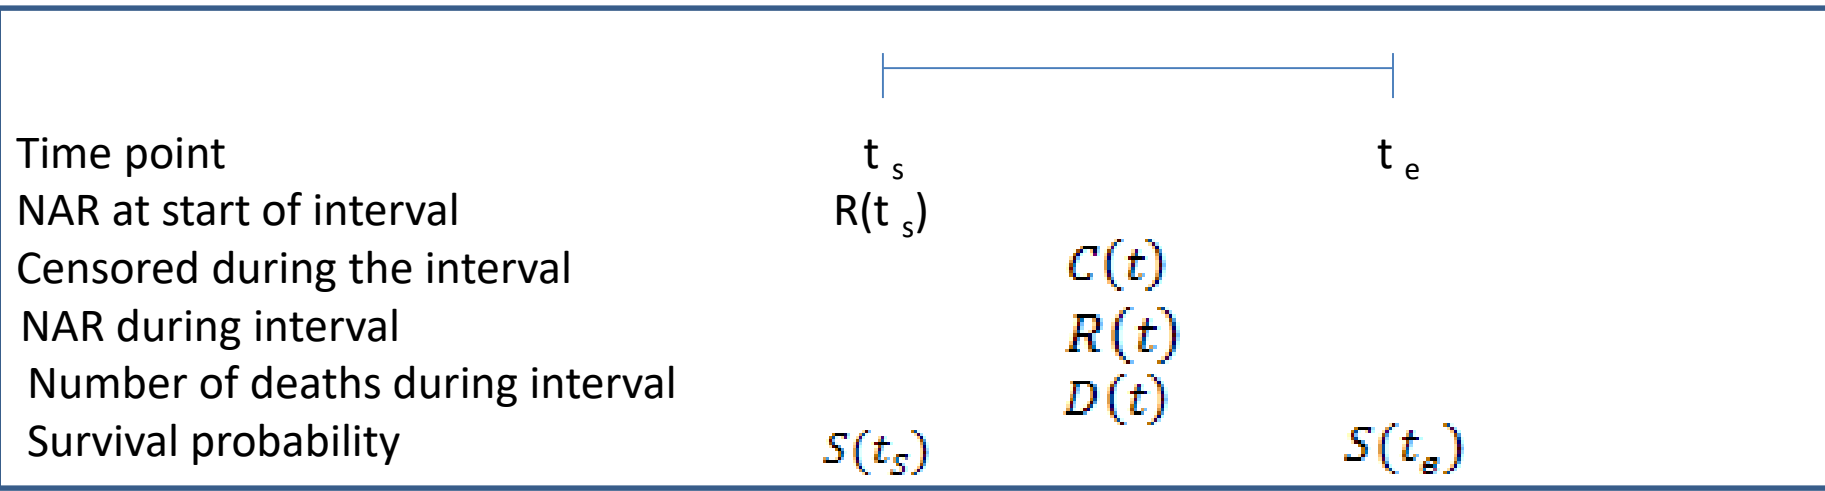 Time point t s t e
NAR at start of interval R(t s)
Censored during the interval C(t)
NAR during interval R(t)
Number of deaths during interval D(t)
Survival probability S(ts) S(te)